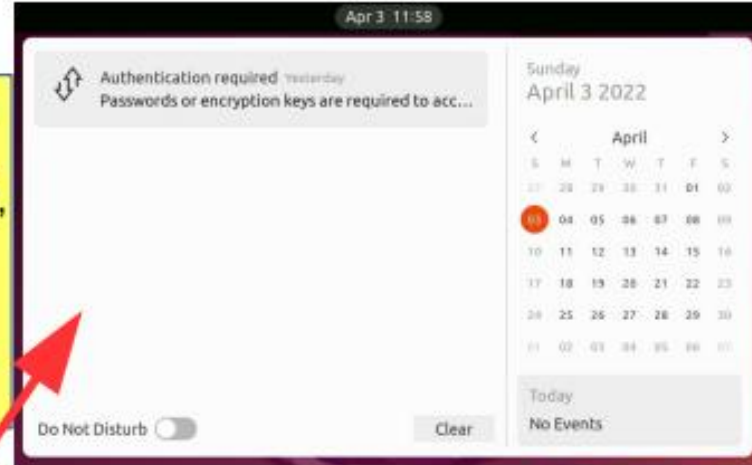 Apr 3 11:58
Authentication required Yesterday
Passwords or encryption keys are required to acc...
Do Not Disturb
Clear
Sunday
April 3 2022
< April >
S M T W T F S
27 28 29 30 31 01 02
03 04 05 06 07 08 09
10 11 12 13 14 15 16
17 18 19 20 21 22 23
24 25 26 27 28 29 30
01 02 03 04 05 06 07
Today
No Events